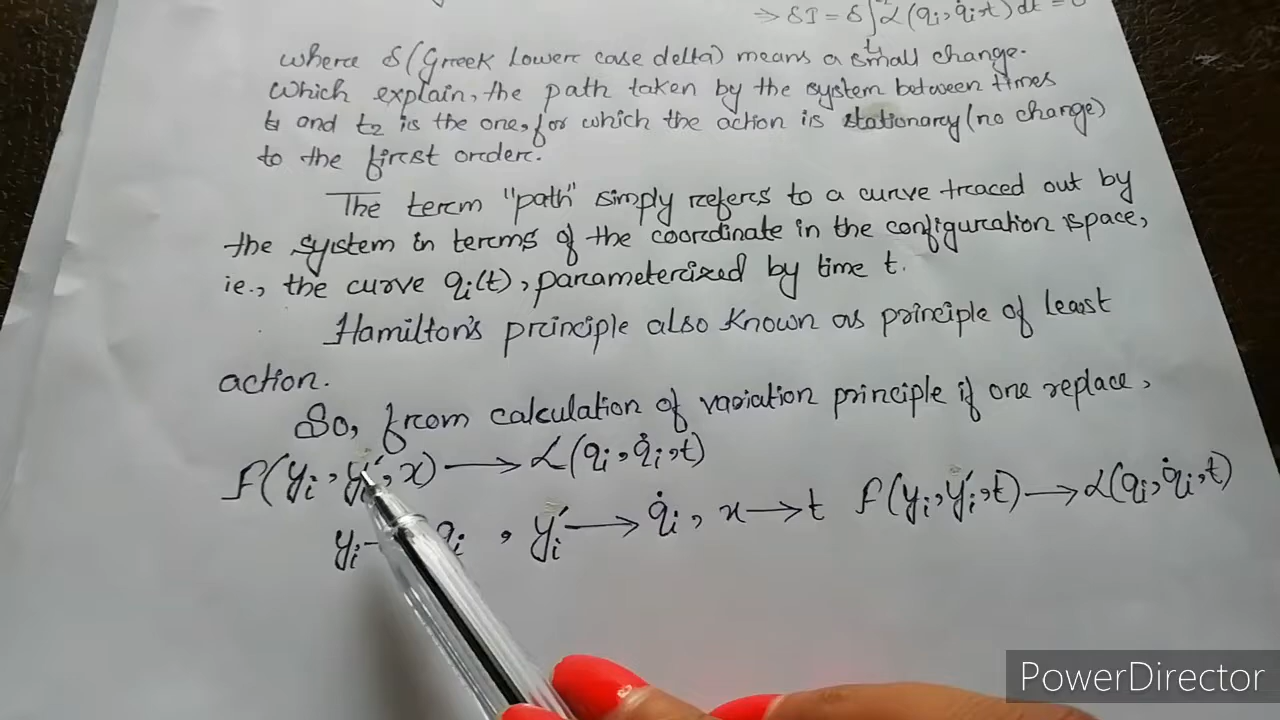 ⇒ δI = δ∫ L(qi, q̇i, t) dt = 0
where δ(Greek Lower case delta) means a small change.
Which explain, the path taken by the system between times
t1 and t2 is the one, for which the action is stationary (no change)
to the first order.
The term "path" simply refers to a curve traced out by
the system in terms of the coordinate in the configuration space,
ie., the curve qi(t), parameterized by time t.
Hamilton's principle also known as principle of Least
action.
So, from calculation of variation principle if one replace,
f(yi, yi′, x) → L(qi, q̇i, t)
yi qi , yi′ → q̇i, x → t f(yi, yi′, t) → L(qi, q̇i, t)
PowerDirector